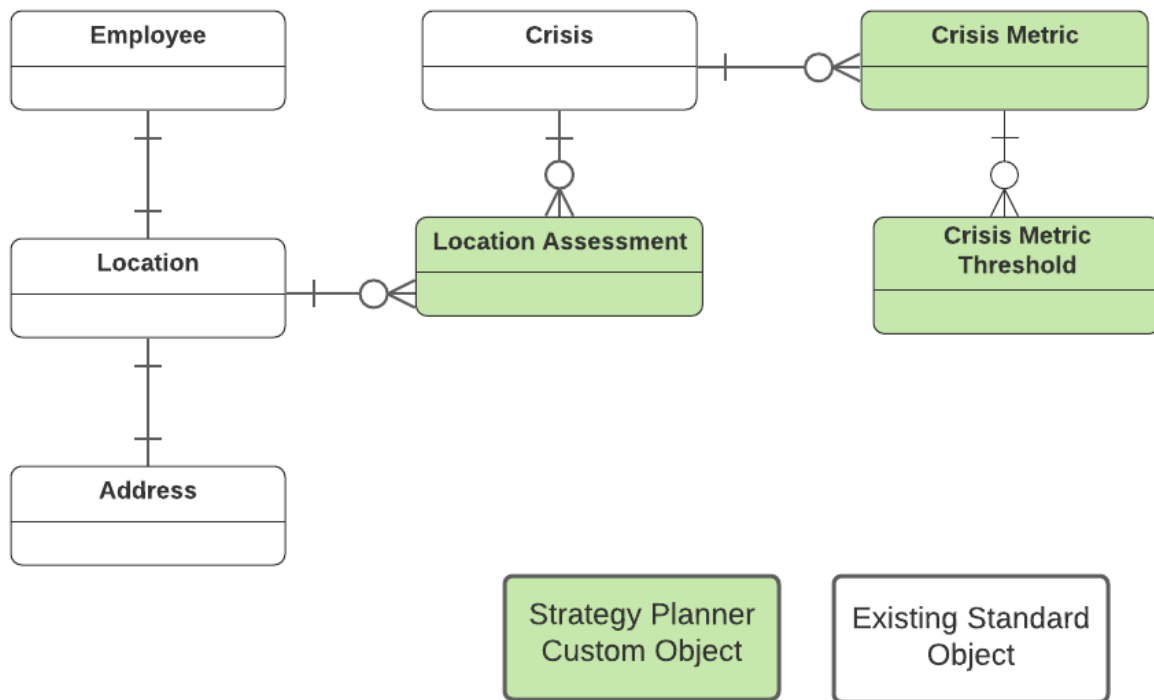 Employee
Crisis
Crisis Metric
Location
Location Assessment
Crisis Metric
Threshold
Address
Strategy Planner
Custom Object
Existing Standard
Object